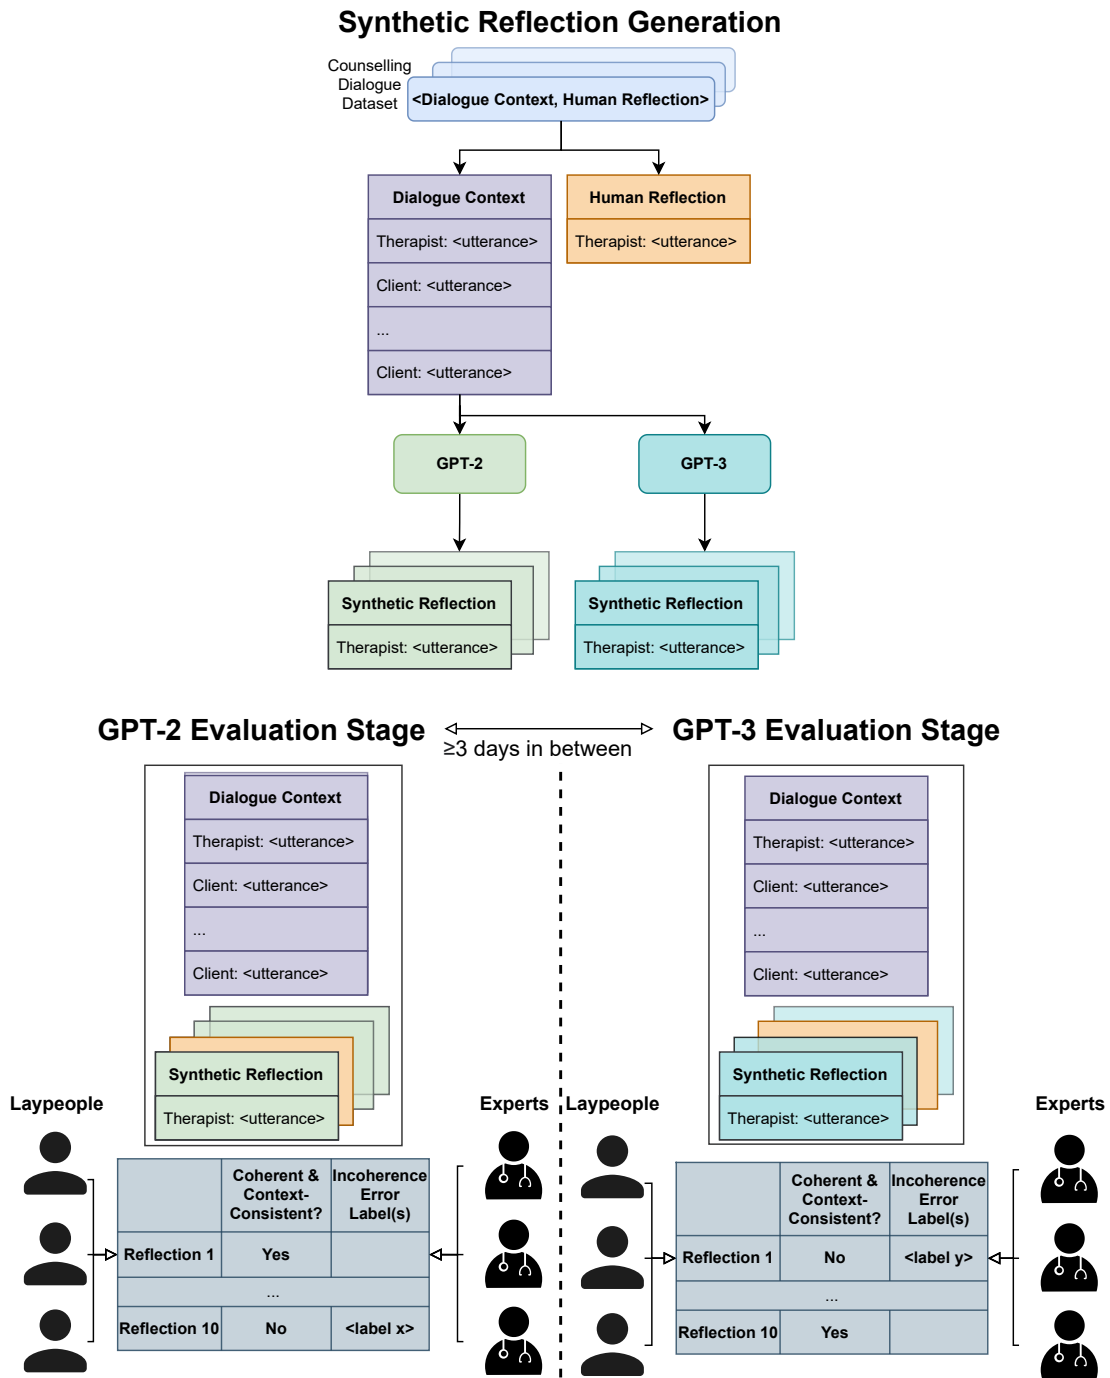 Synthetic Reflection Generation
Counselling
Dialogue
Dataset
<Dialogue Context, Human Reflection>
Dialogue Context
Therapist: <utterance>
Client: <utterance>
...
Client: <utterance>
Human Reflection
Therapist: <utterance>
GPT-2
GPT-3
Synthetic Reflection
Therapist: <utterance>
Synthetic Reflection
Therapist: <utterance>
GPT-2 Evaluation Stage
≥3 days in between
GPT-3 Evaluation Stage
Dialogue Context
Therapist: <utterance>
Client: <utterance>
...
Client: <utterance>
Synthetic Reflection
Therapist: <utterance>
Laypeople
Experts
Coherent &
Context-
Consistent?
Incoherence
Error
Label(s)
Reflection 1
Yes
...
Reflection 10
No
<label x>
Dialogue Context
Therapist: <utterance>
Client: <utterance>
...
Client: <utterance>
Synthetic Reflection
Therapist: <utterance>
Laypeople
Experts
Coherent &
Context-
Consistent?
Incoherence
Error
Label(s)
Reflection 1
No
<label y>
...
Reflection 10
Yes